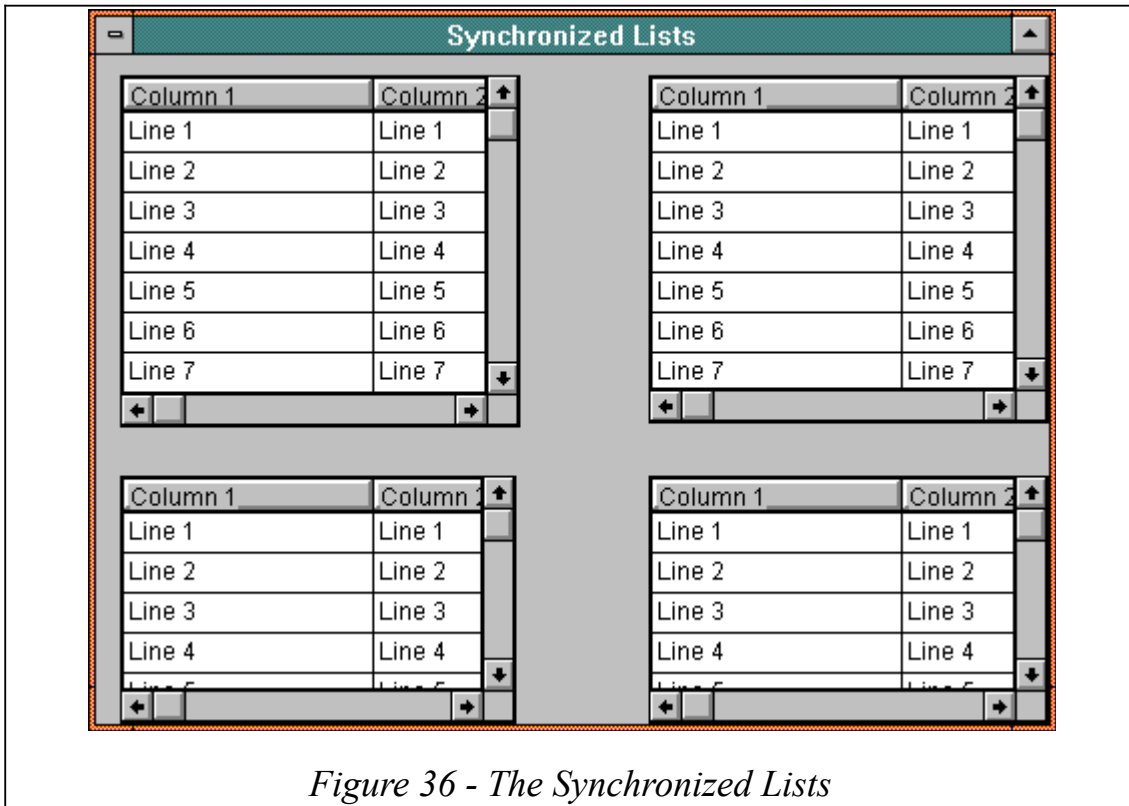 Synchronized Lists
Column 1 Column 2 Column 1 Column 2
Line 1 Line 1 Line 1 Line 1
Line 2 Line 2 Line 2 Line 2
Line 3 Line 3 Line 3 Line 3
Line 4 Line 4 Line 4 Line 4
Line 5 Line 5 Line 5 Line 5
Line 6 Line 6 Line 6 Line 6
Line 7 Line 7 Line 7 Line 7
Column 1 Column Column 1 Column 2
Line 1 Line 1 Line 1 Line 1
Line 2 Line 2 Line 2 Line 2
Line 3 Line 3 Line 3 Line 3
Line 4 Line 4 Line 4 Line 4
Figure 36 - The Synchronized Lists